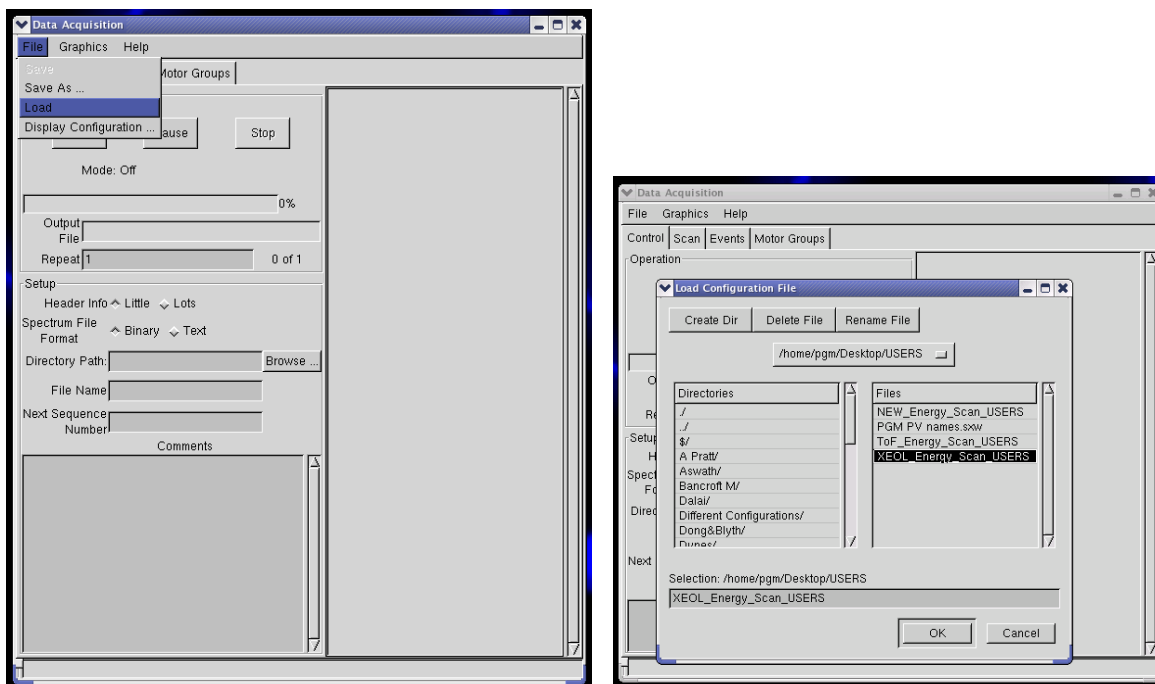 Data Acquisition
File Graphics Help
Save
Save As ...
Load
Display Configuration ...
Motor Groups
ause Stop
Mode: Off
0%
Output File
Repeat 1 0 of 1
Setup
Header Info Little Lots
Spectrum File Format Binary Text
Directory Path: Browse ...
File Name
Next Sequence Number
Comments
Data Acquisition
File Graphics Help
Control Scan Events Motor Groups
Operation
Load Configuration File
Create Dir Delete File Rename File
/home/pgm/Desktop/USERS
Directories
./
../
$/
A Pratt/
Aswath/
Bancroft M/
Dalai/
Different Configurations/
Dong&Blyth/
Dynes/
Files
NEW_Energy_Scan_USERS
PGM PV names.sxw
ToF_Energy_Scan_USERS
XEOL_Energy_Scan_USERS
Setup
Spect
Direc
Next
Selection: /home/pgm/Desktop/USERS
XEOL_Energy_Scan_USERS
OK Cancel